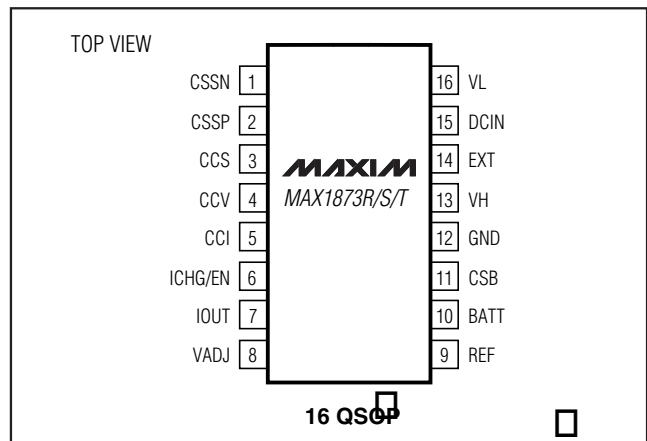 TOP VIEW
CSSN 1
CSSP 2
CCS 3
CCV 4
CCI 5
ICHG/EN 6
IOUT 7
VADJ 8
MAXIM
MAX1873R/S/T
16 VL
15 DCIN
14 EXT
13 VH
12 GND
11 CSB
10 BATT
9 REF
16 QSOP